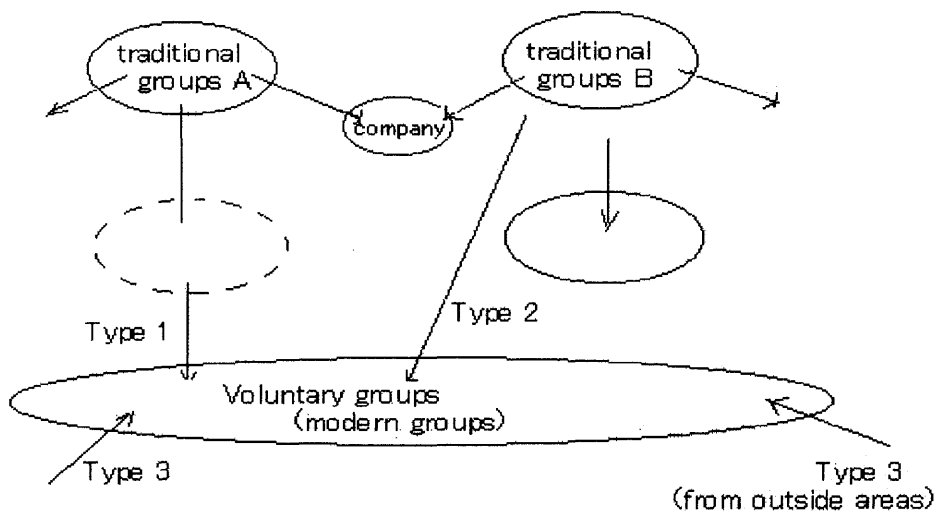 traditional
groups A
traditional
groups B
company
Type 1
Type 2
Voluntary groups
(modern groups)
Type 3
Type 3
(from outside areas)